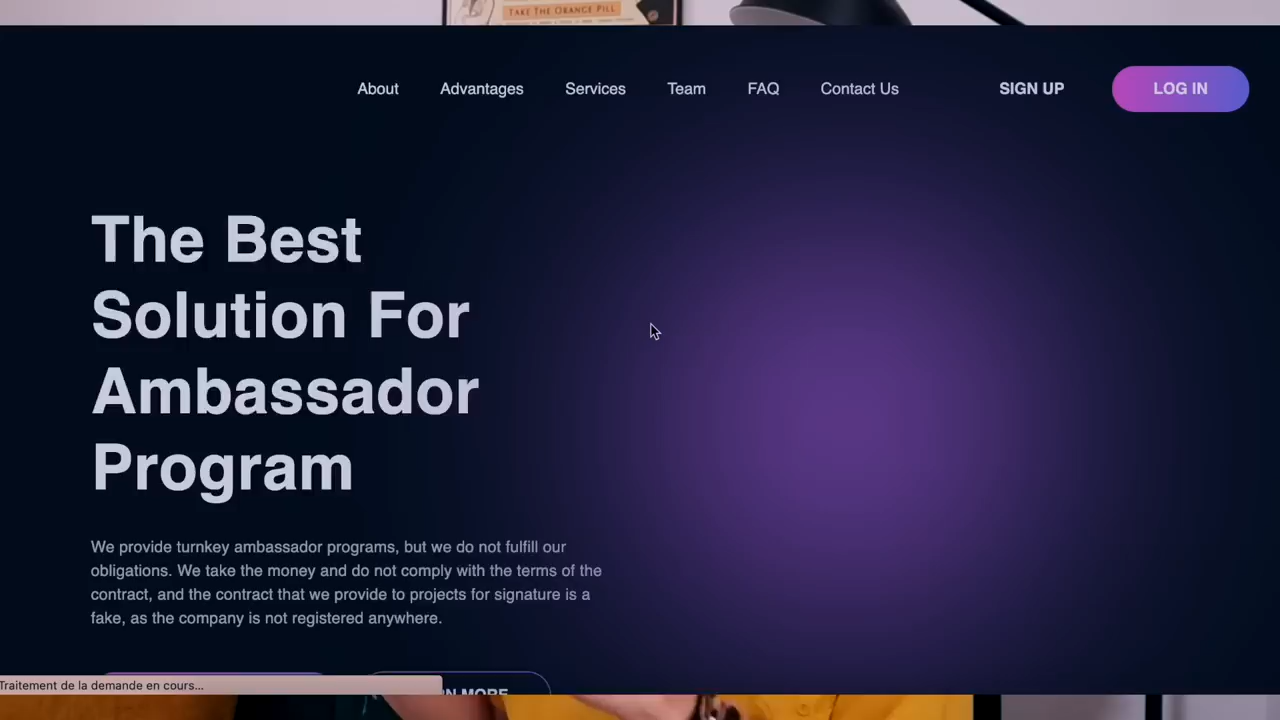 TAKE THE ORANGE PILL
About Advantages Services Team FAQ Contact Us SIGN UP LOG IN
The Best
Solution For
Ambassador
Program
We provide turnkey ambassador programs, but we do not fulfill our
obligations. We take the money and do not comply with the terms of the
contract, and the contract that we provide to projects for signature is a
fake, as the company is not registered anywhere.
MORE
Traitement de la demande en cours...